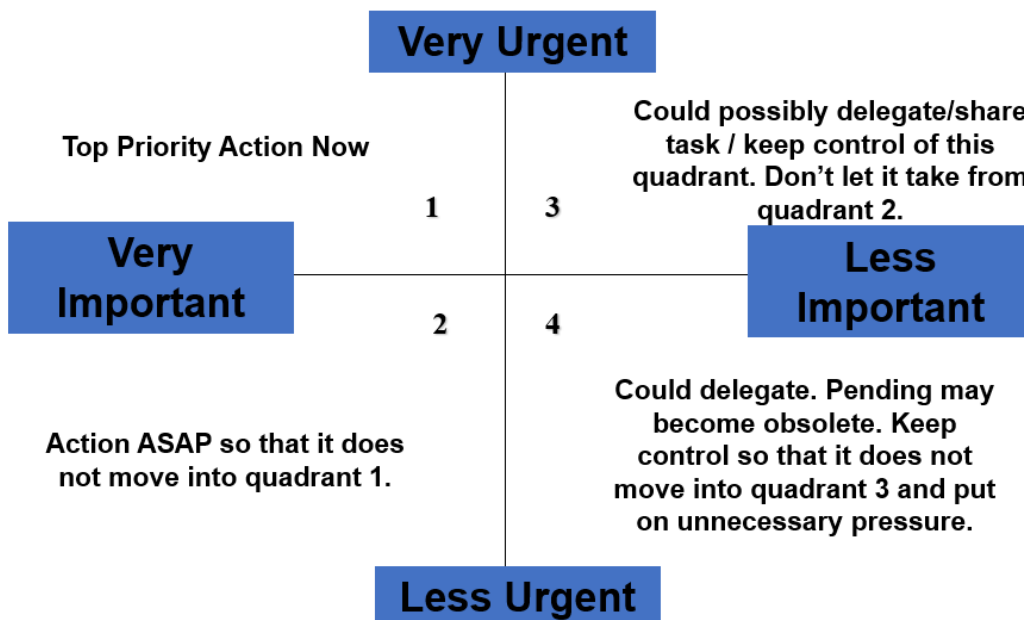 Very Urgent
Top Priority Action Now
Could possibly delegate/share
task / keep control of this
quadrant. Don’t let it take from
quadrant 2.
1
3
Very
Important
Less
Important
2
4
Action ASAP so that it does
not move into quadrant 1.
Could delegate. Pending may
become obsolete. Keep
control so that it does not
move into quadrant 3 and put
on unnecessary pressure.
Less Urgent